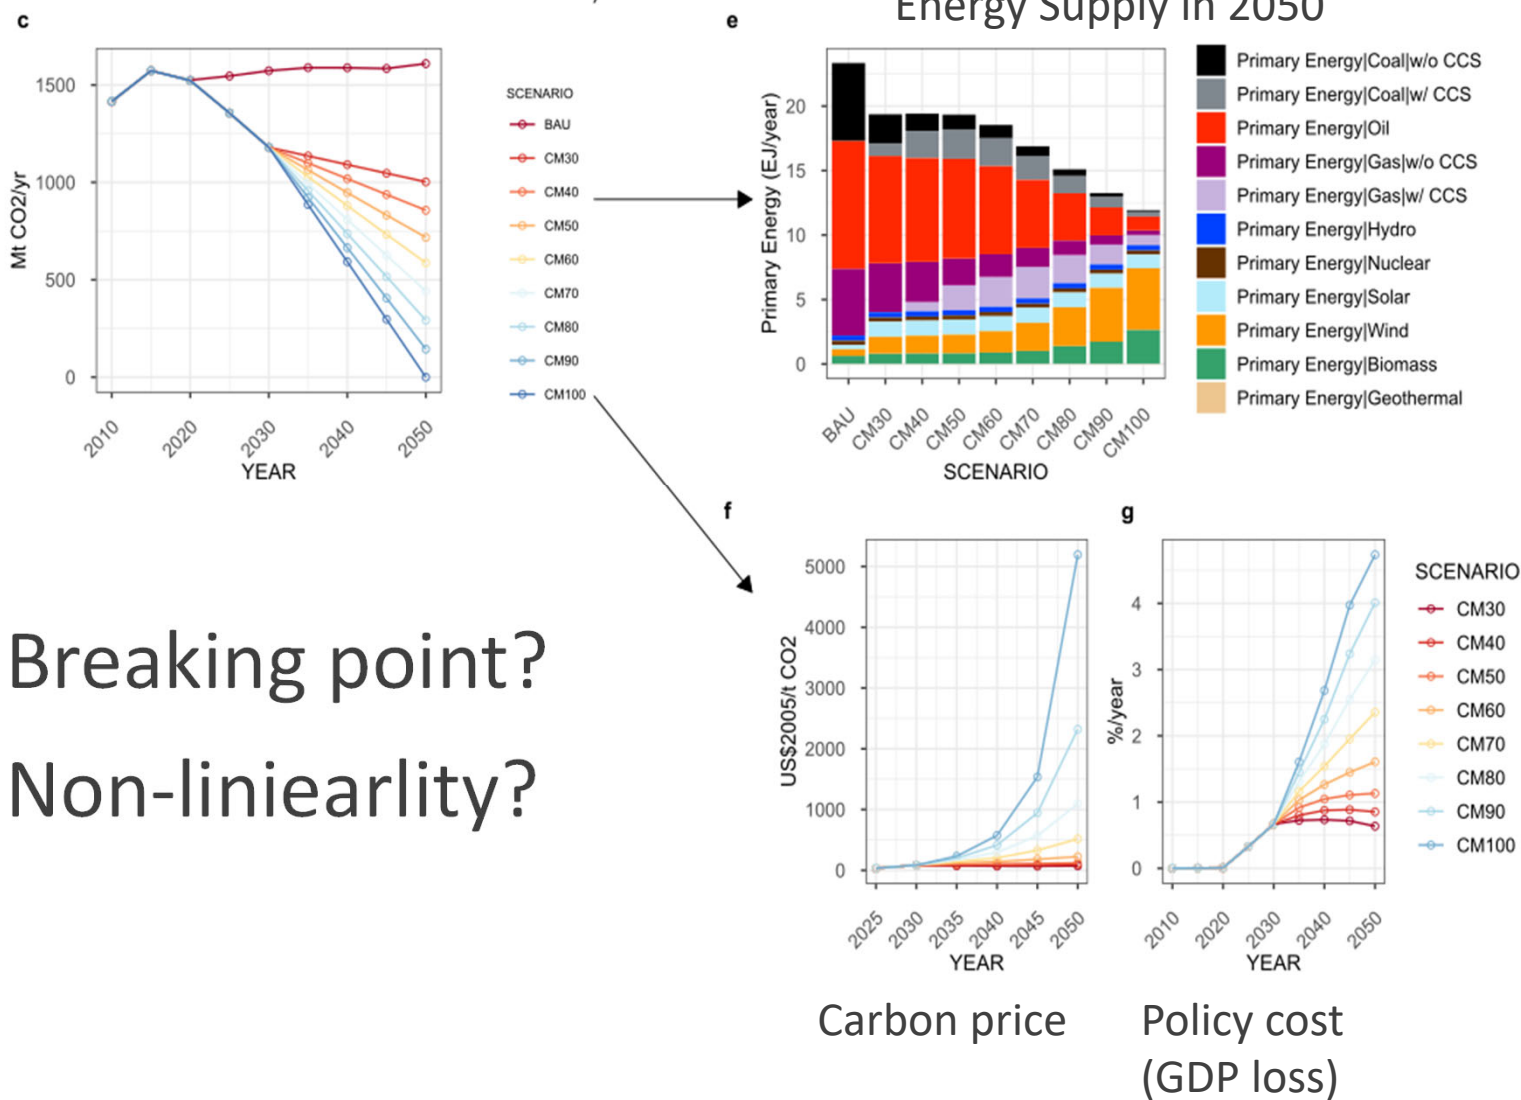 c
Mt CO2/yr
1500
1000
500
0
2010
2020
2030
2040
2050
YEAR
SCENARIO
BAU
CM30
CM40
CM50
CM60
CM70
CM80
CM90
CM100
Energy Supply in 2050
e
Primary Energy (EJ/year)
20
15
10
5
0
BAU
CM30
CM40
CM50
CM60
CM70
CM80
CM90
CM100
SCENARIO
Primary Energy|Coal|w/o CCS
Primary Energy|Coal|w/ CCS
Primary Energy|Oil
Primary Energy|Gas|w/o CCS
Primary Energy|Gas|w/ CCS
Primary Energy|Hydro
Primary Energy|Nuclear
Primary Energy|Solar
Primary Energy|Wind
Primary Energy|Biomass
Primary Energy|Geothermal
Breaking point?
Non-liniearlity?
f
US$2005/t CO2
5000
4000
3000
2000
1000
0
2025
2030
2035
2040
2045
2050
YEAR
Carbon price
g
%/year
4
3
2
1
0
2010
2020
2030
2040
2050
YEAR
Policy cost
(GDP loss)
SCENARIO
CM30
CM40
CM50
CM60
CM70
CM80
CM90
CM100